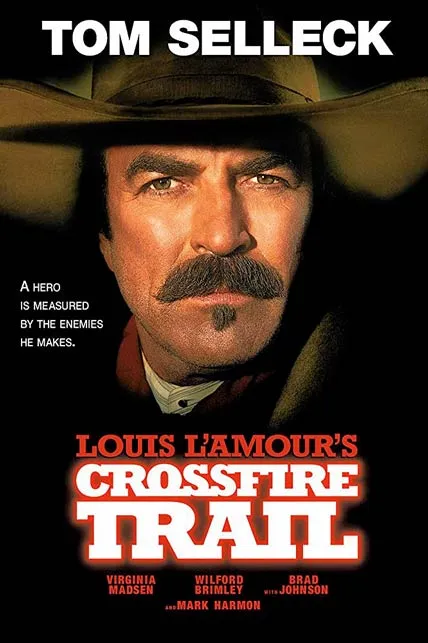 TOM SELLECK
A HERO
IS MEASURED
BY THE ENEMIES
HE MAKES.
LOUIS L'AMOUR'S
CROSSFIRE
TRAIL
VIRGINIA MADSEN
WILFORD BRIMLEY
WITH BRAD JOHNSON
AND MARK HARMON